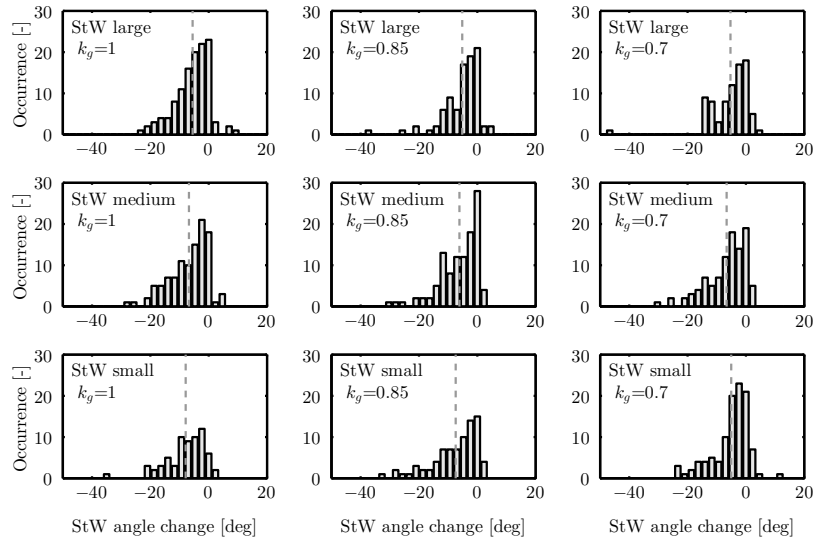 StW large
k_g=1
StW large
k_g=0.85
StW large
k_g=0.7
Occurrence [-]
30
20
10
0
−40 −20 0 20
30
20
10
0
−40 −20 0 20
30
20
10
0
−40 −20 0 20
StW medium
k_g=1
StW medium
k_g=0.85
StW medium
k_g=0.7
Occurrence [-]
30
20
10
0
−40 −20 0 20
30
20
10
0
−40 −20 0 20
30
20
10
0
−40 −20 0 20
StW small
k_g=1
StW small
k_g=0.85
StW small
k_g=0.7
Occurrence [-]
30
20
10
0
−40 −20 0 20
30
20
10
0
−40 −20 0 20
30
20
10
0
−40 −20 0 20
StW angle change [deg]
StW angle change [deg]
StW angle change [deg]